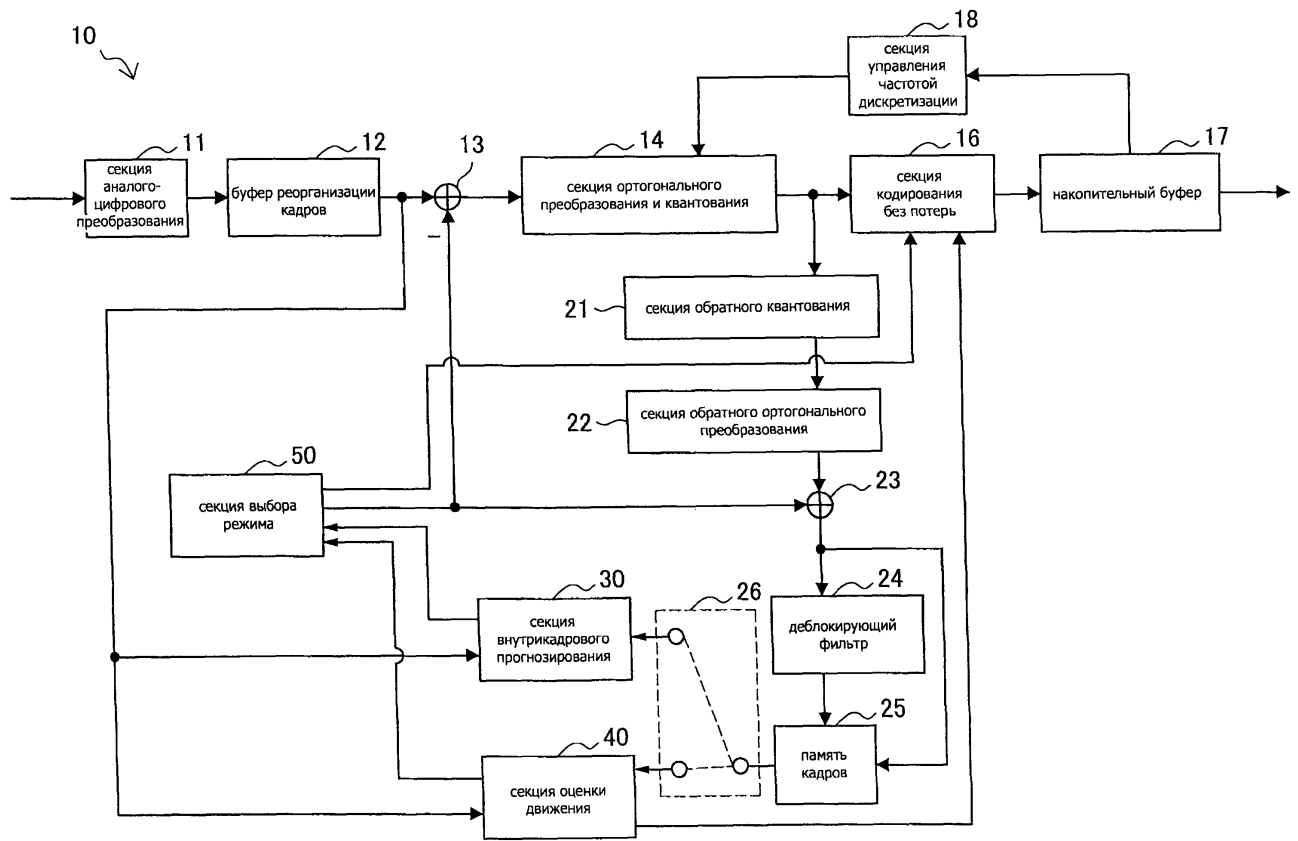 10
18
секция
управления
частотой
дискретизации
11
секция
аналого-
цифрового
преобразования
12
буфер реорганизации
кадров
13
–
14
секция ортогонального
преобразования и квантования
16
секция
кодирования
без потерь
17
накопительный буфер
21
секция обратного квантования
22
секция обратного ортогонального
преобразования
50
секция выбора
режима
23
30
секция
внутрикадрового
прогнозирования
26
24
деблокирующий
фильтр
25
память
кадров
40
секция оценки
движения